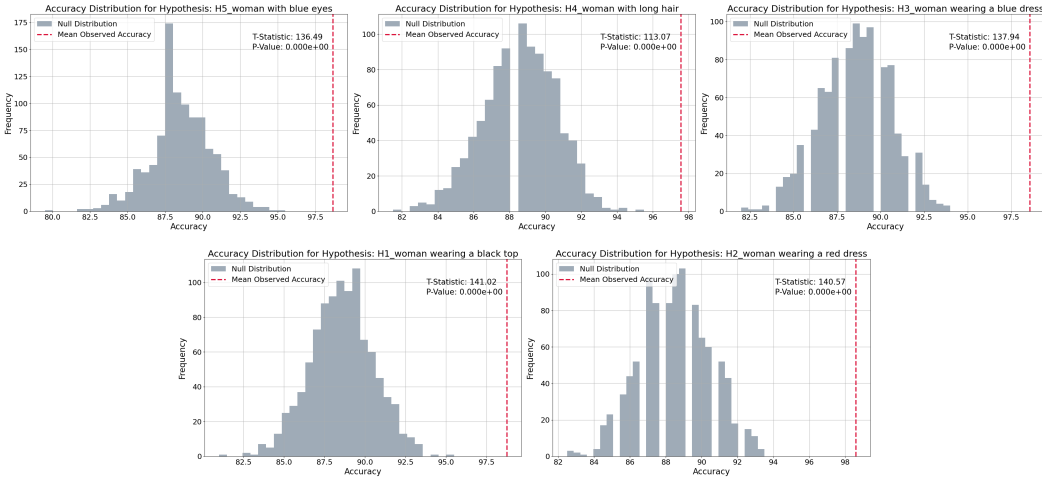 Accuracy Distribution for Hypothesis: H5_woman with blue eyes
Null Distribution
Mean Observed Accuracy
T-Statistic: 136.49
P-Value: 0.000e+00
Frequency
175
150
125
100
75
50
25
0
80.0 82.5 85.0 87.5 90.0 92.5 95.0 97.5
Accuracy
Accuracy Distribution for Hypothesis: H4_woman with long hair
Null Distribution
Mean Observed Accuracy
T-Statistic: 113.07
P-Value: 0.000e+00
Frequency
100
80
60
40
20
0
82 84 86 88 90 92 94 96 98
Accuracy
Accuracy Distribution for Hypothesis: H3_woman wearing a blue dress
Null Distribution
Mean Observed Accuracy
T-Statistic: 137.94
P-Value: 0.000e+00
Frequency
100
80
60
40
20
0
82.5 85.0 87.5 90.0 92.5 95.0 97.5
Accuracy
Accuracy Distribution for Hypothesis: H1_woman wearing a black top
Null Distribution
Mean Observed Accuracy
T-Statistic: 141.02
P-Value: 0.000e+00
Frequency
100
80
60
40
20
0
82.5 85.0 87.5 90.0 92.5 95.0 97.5
Accuracy
Accuracy Distribution for Hypothesis: H2_woman wearing a red dress
Null Distribution
Mean Observed Accuracy
T-Statistic: 140.57
P-Value: 0.000e+00
Frequency
100
80
60
40
20
0
82 84 86 88 90 92 94 96 98
Accuracy